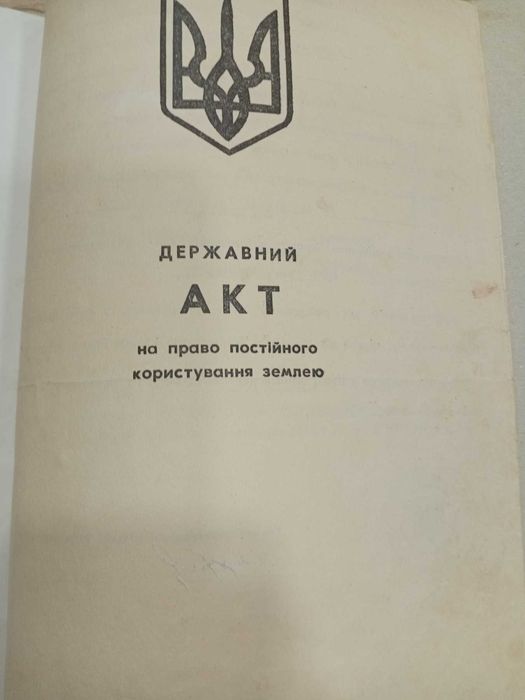 ДЕРЖАВНИЙ
АКТ
на право постійного
користування землею